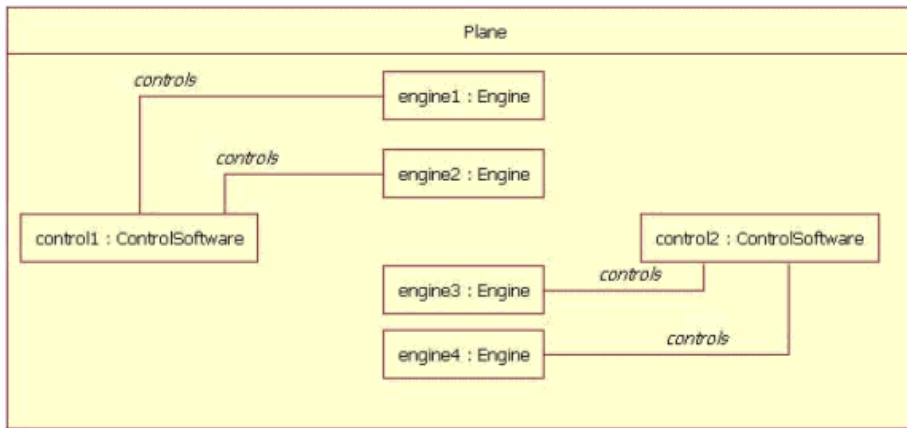 Plane
controls
engine1 : Engine
controls
engine2 : Engine
control1 : ControlSoftware
control2 : ControlSoftware
controls
engine3 : Engine
controls
engine4 : Engine